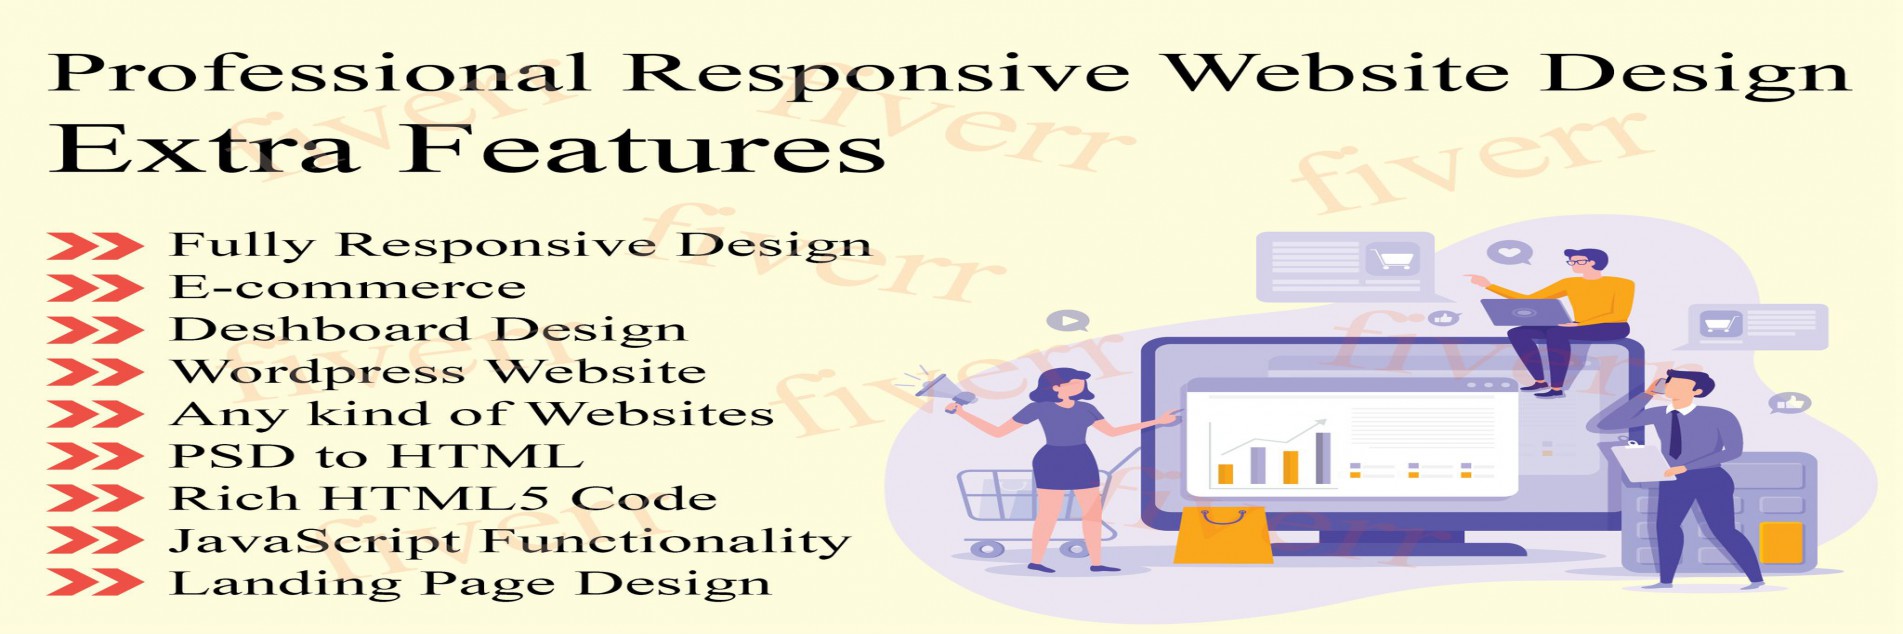 Professional Responsive Website Design
Extra Features
Fully Responsive Design
E-commerce
Deshboard Design
Wordpress Website
Any kind of Websites
PSD to HTML
Rich HTML5 Code
JavaScript Functionality
Landing Page Design
fiverr
fiverr
fiverr
fiverr
fiverr
fiverr
fiverr
fiverr
fiverr